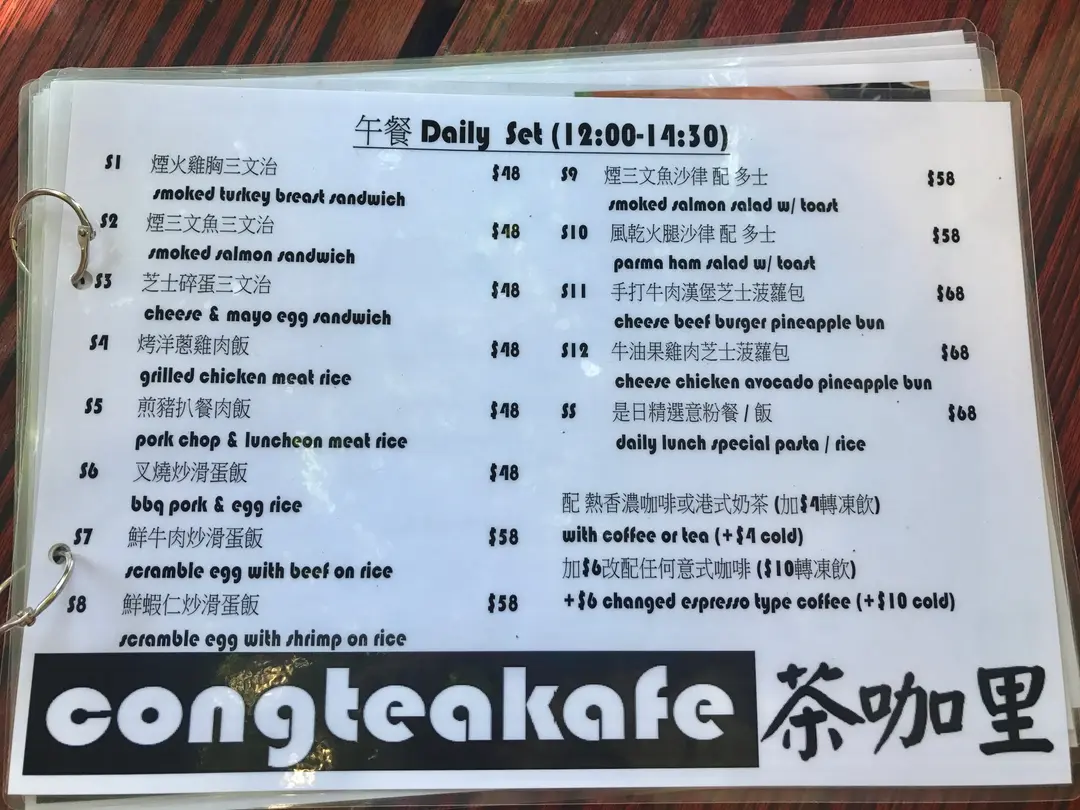 午餐 Daily Set (12:00-14:30)
S1 煙火雞胸三文治 $48
smoked turkey breast sandwich
S2 煙三文魚三文治 $48
smoked salmon sandwich
S3 芝士碎蛋三文治 $48
cheese & mayo egg sandwich
S4 烤洋蔥雞肉飯 $48
grilled chicken meat rice
S5 煎豬扒餐肉飯 $48
pork chop & luncheon meat rice
S6 叉燒炒滑蛋飯 $48
bbq pork & egg rice
S7 鮮牛肉炒滑蛋飯 $58
scramble egg with beef on rice
S8 鮮蝦仁炒滑蛋飯 $58
scramble egg with shrimp on rice
S9 煙三文魚沙律 配 多士 $58
smoked salmon salad w/ toast
S10 風乾火腿沙律 配 多士 $58
parma ham salad w/ toast
S11 手打牛肉漢堡芝士菠蘿包 $68
cheese beef burger pineapple bun
S12 牛油果雞肉芝士菠蘿包 $68
cheese chicken avocado pineapple bun
SS 是日精選意粉餐 / 飯 $68
daily lunch special pasta / rice
配 熱香濃咖啡或港式奶茶 (加$4轉凍飲)
with coffee or tea (+$4 cold)
加$6改配任何意式咖啡 ($10轉凍飲)
+$6 changed espresso type coffee (+$10 cold)
congteakafe 茶咖里